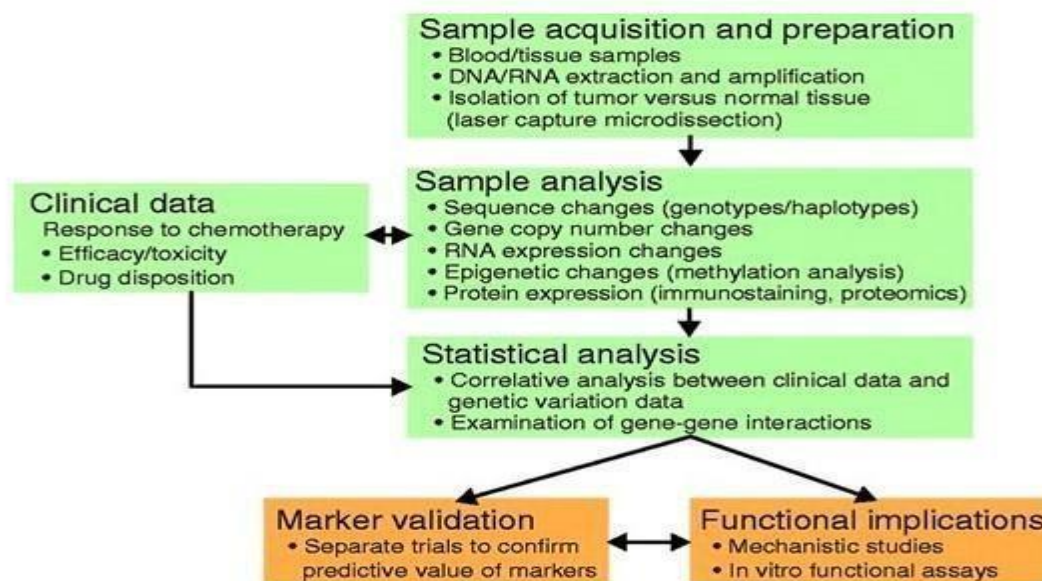 Sample acquisition and preparation
• Blood/tissue samples
• DNA/RNA extraction and amplification
• Isolation of tumor versus normal tissue
(laser capture microdissection)
Clinical data
Response to chemotherapy
• Efficacy/toxicity
• Drug disposition
Sample analysis
• Sequence changes (genotypes/haplotypes)
• Gene copy number changes
• RNA expression changes
• Epigenetic changes (methylation analysis)
• Protein expression (immunostaining, proteomics)
Statistical analysis
• Correlative analysis between clinical data and
genetic variation data
• Examination of gene-gene interactions
Marker validation
• Separate trials to confirm
predictive value of markers
Functional implications
• Mechanistic studies
• In vitro functional assays